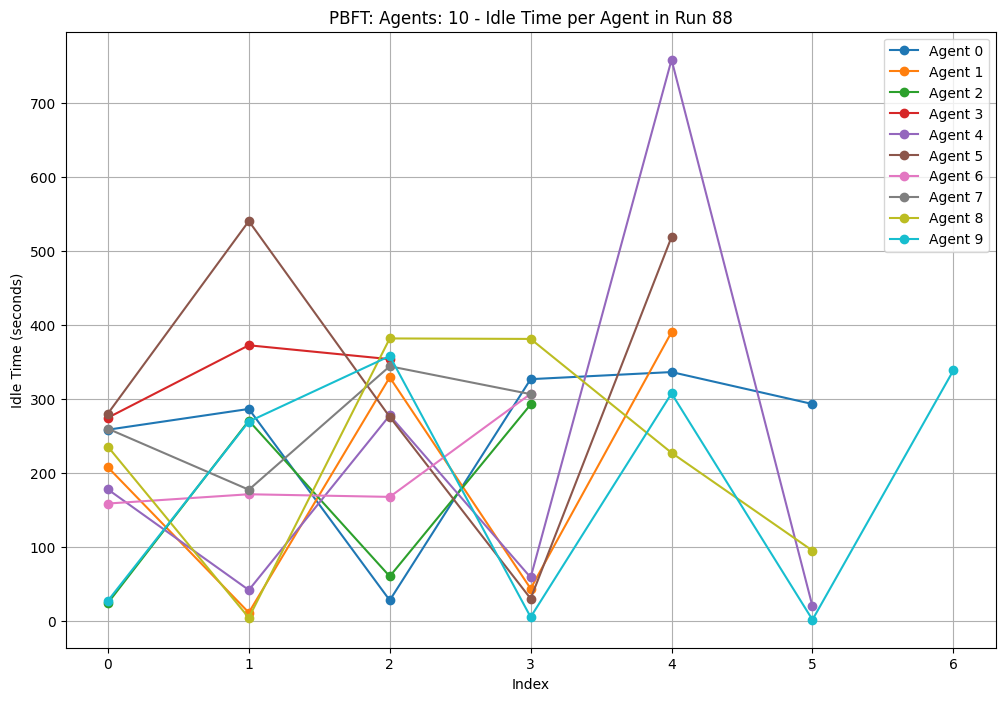 PBFT: Agents: 10 - Idle Time per Agent in Run 88
Idle Time (seconds)
700
600
500
400
300
200
100
0
0 1 2 3 4 5 6
Index
Agent 0
Agent 1
Agent 2
Agent 3
Agent 4
Agent 5
Agent 6
Agent 7
Agent 8
Agent 9